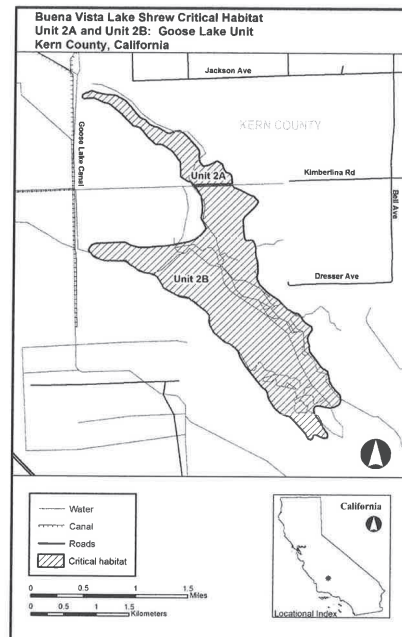 Buena Vista Lake Shrew Critical Habitat
Unit 2A and Unit 2B: Goose Lake Unit
Kern County, California
Jackson Ave
KERN COUNTY
Goose Lake Canal
Unit 2A
Kimberlina Rd
Bell Ave
Dresser Ave
Unit 2B
Water
Canal
Roads
Critical habitat
0 0.5 1 1.5
Miles
0 0.5 1 1.5
Kilometers
California
Locational Index